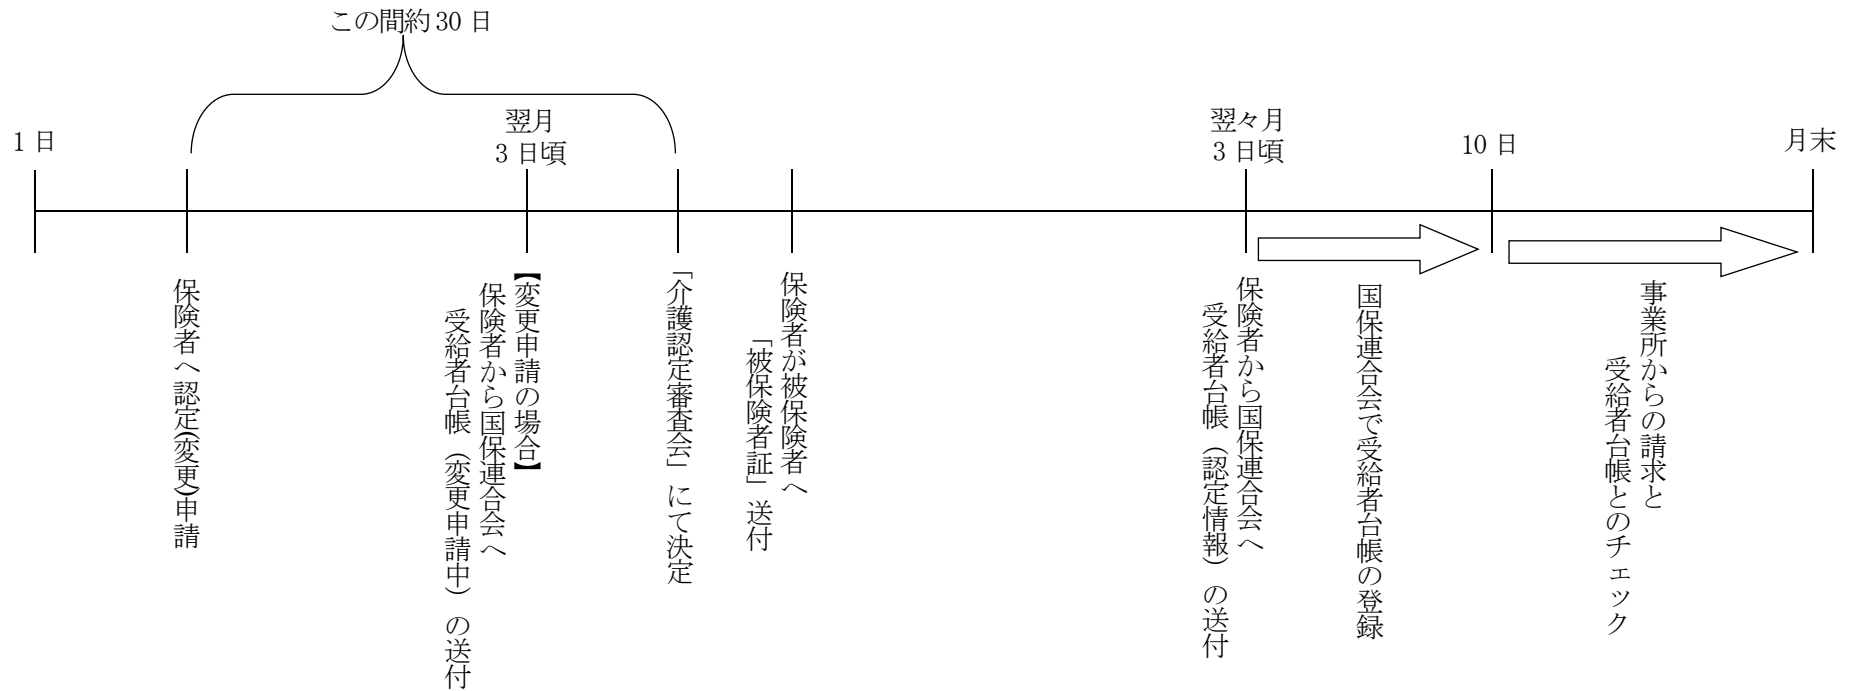 この間約30日
1日
翌月
3日頃
翌々月
3日頃
10日
月末
保険者へ認定(変更)申請
【変更申請の場合】
保険者から国保連合会へ
受給者台帳（変更申請中）の送付
「介護認定審査会」にて決定
保険者が被保険者へ
「被保険者証」送付
保険者から国保連合会へ
受給者台帳（認定情報）の送付
国保連合会で受給者台帳の登録
事業所からの請求と
受給者台帳とのチェック